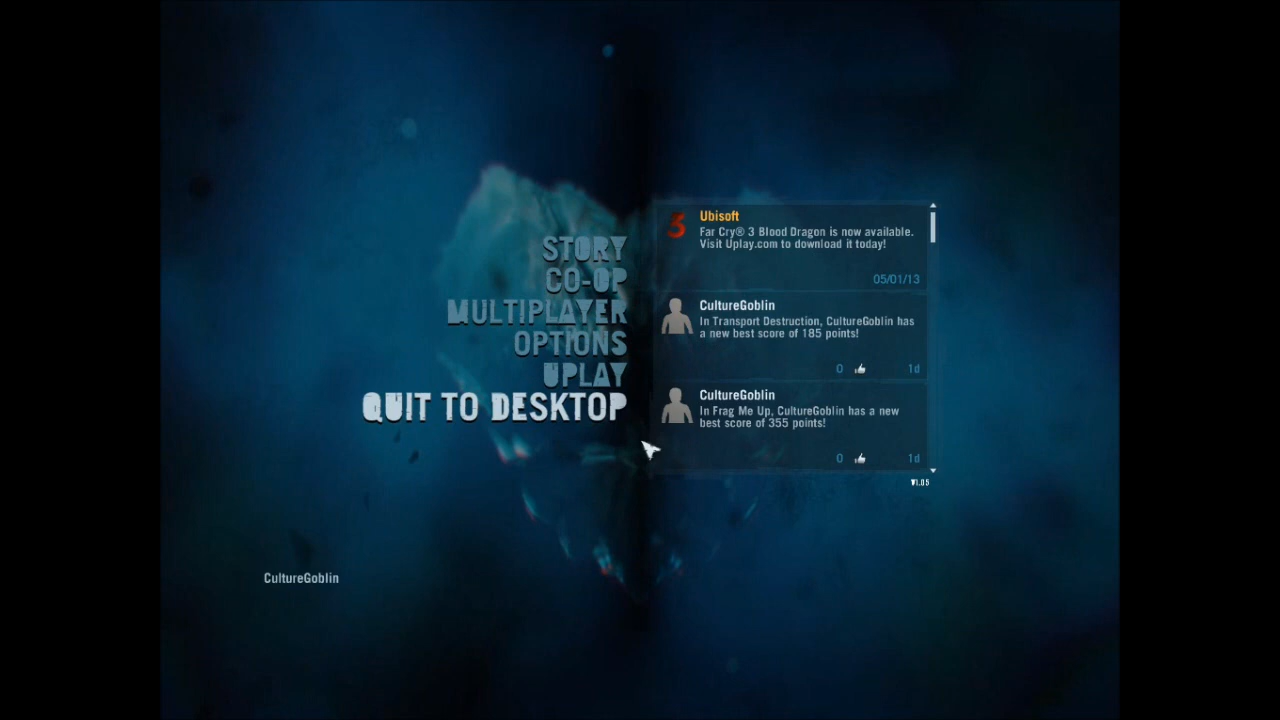 STORY
CO-OP
MULTIPLAYER
OPTIONS
UPLAY
QUIT TO DESKTOP
3
Ubisoft
Far Cry® 3 Blood Dragon is now available.
Visit Uplay.com to download it today!
05/01/13
CultureGoblin
In Transport Destruction, CultureGoblin has
a new best score of 185 points!
0
1d
CultureGoblin
In Frag Me Up, CultureGoblin has a new
best score of 355 points!
0
1d
V1.05
CultureGoblin